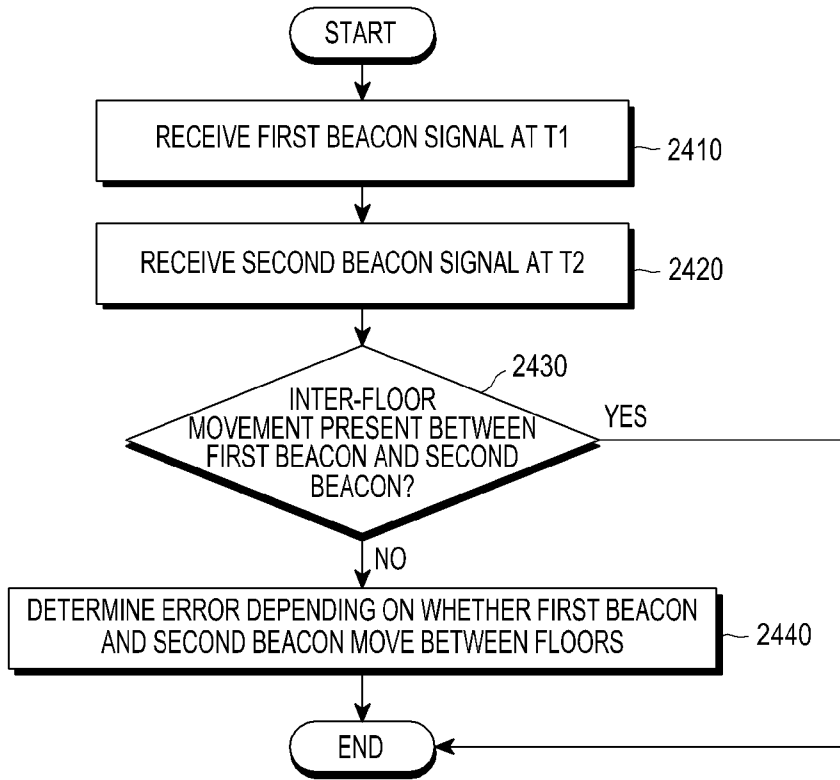 START
RECEIVE FIRST BEACON SIGNAL AT T1
2410
RECEIVE SECOND BEACON SIGNAL AT T2
2420
2430
INTER-FLOOR
MOVEMENT PRESENT BETWEEN
FIRST BEACON AND SECOND
BEACON?
YES
NO
DETERMINE ERROR DEPENDING ON WHETHER FIRST BEACON
AND SECOND BEACON MOVE BETWEEN FLOORS
2440
END